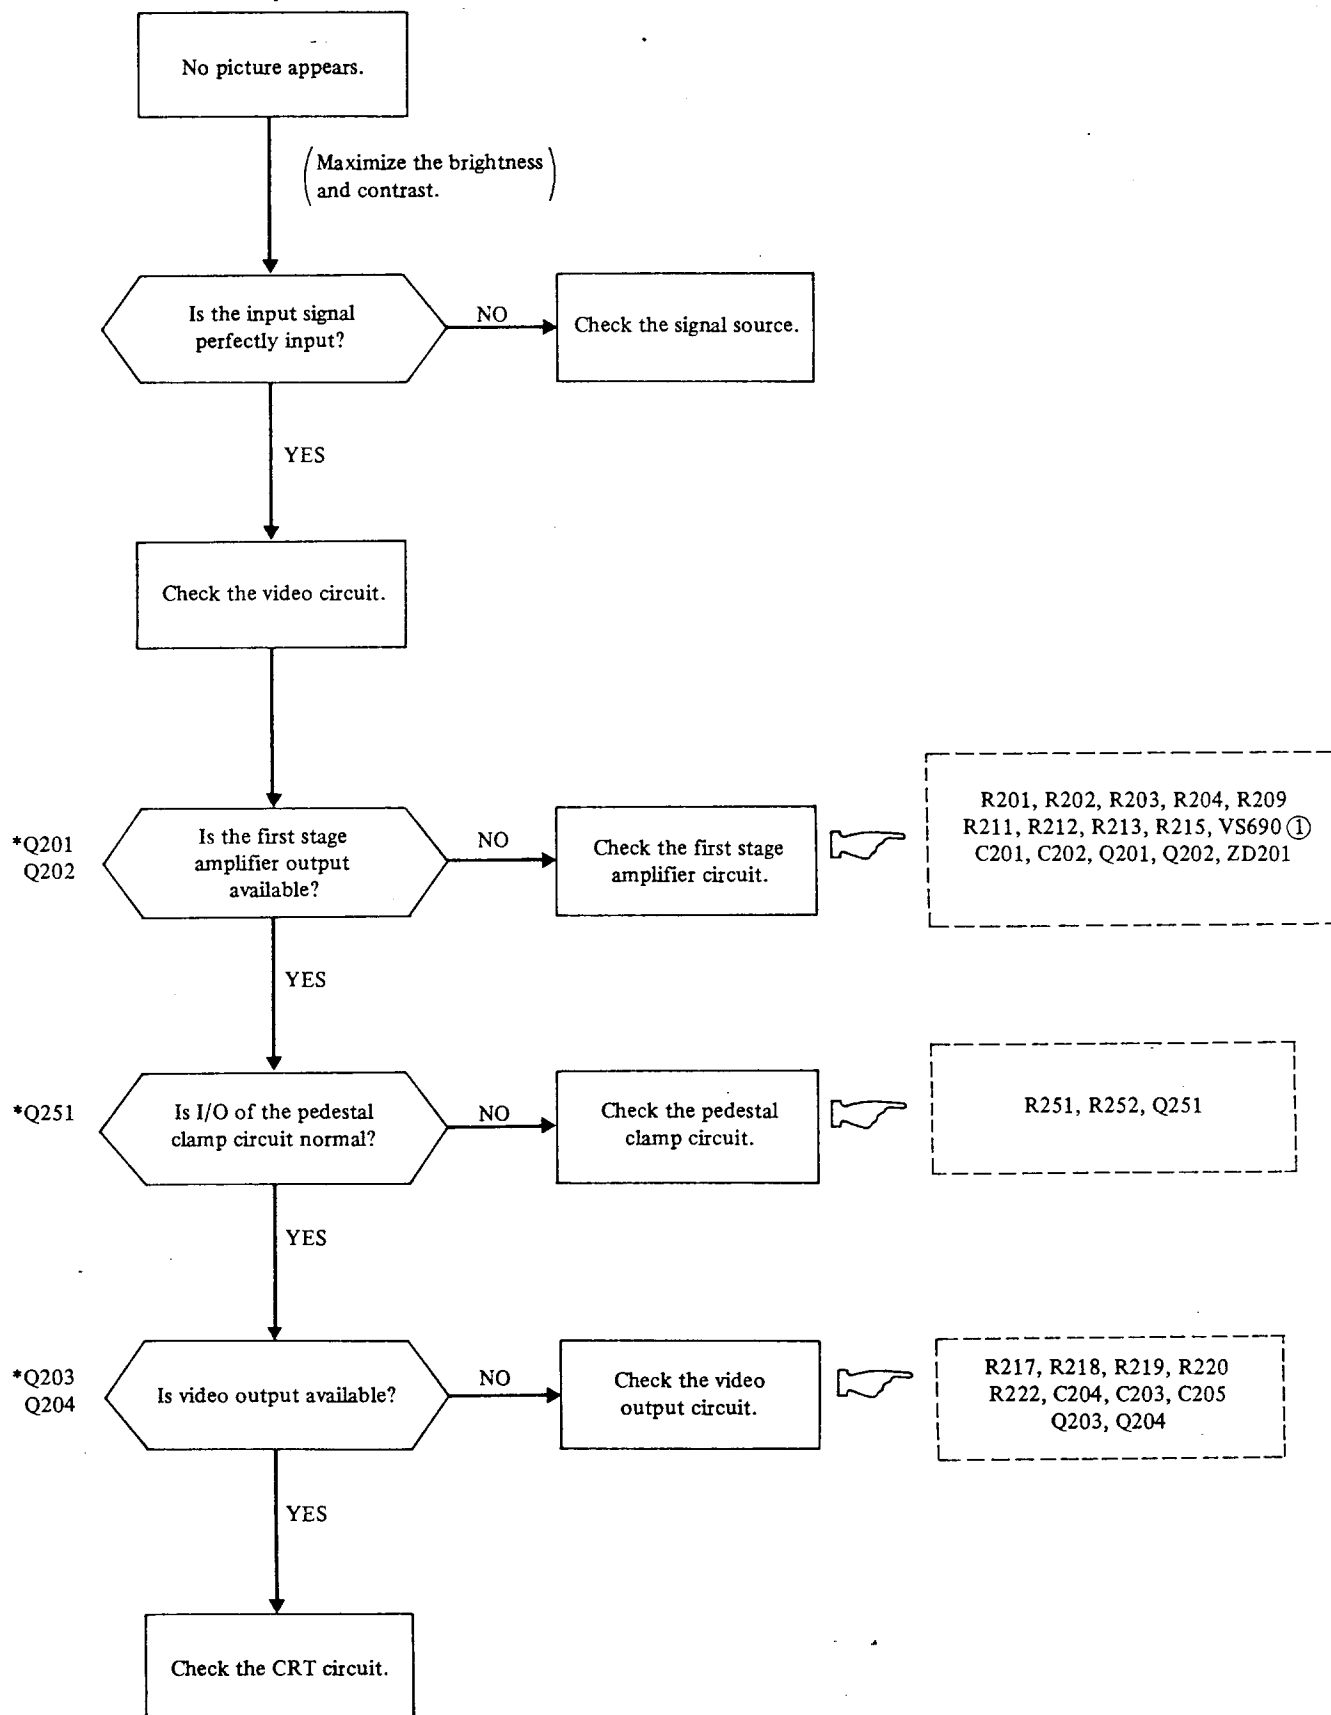 No picture appears.
(Maximize the brightness
and contrast.)
Is the input signal
perfectly input?
NO
Check the signal source.
YES
Check the video circuit.
*Q201
Q202
Is the first stage
amplifier output
available?
NO
Check the first stage
amplifier circuit.
R201, R202, R203, R204, R209
R211, R212, R213, R215, VS690 ①
C201, C202, Q201, Q202, ZD201
YES
*Q251
Is I/O of the pedestal
clamp circuit normal?
NO
Check the pedestal
clamp circuit.
R251, R252, Q251
YES
*Q203
Q204
Is video output available?
NO
Check the video
output circuit.
R217, R218, R219, R220
R222, C204, C203, C205
Q203, Q204
YES
Check the CRT circuit.